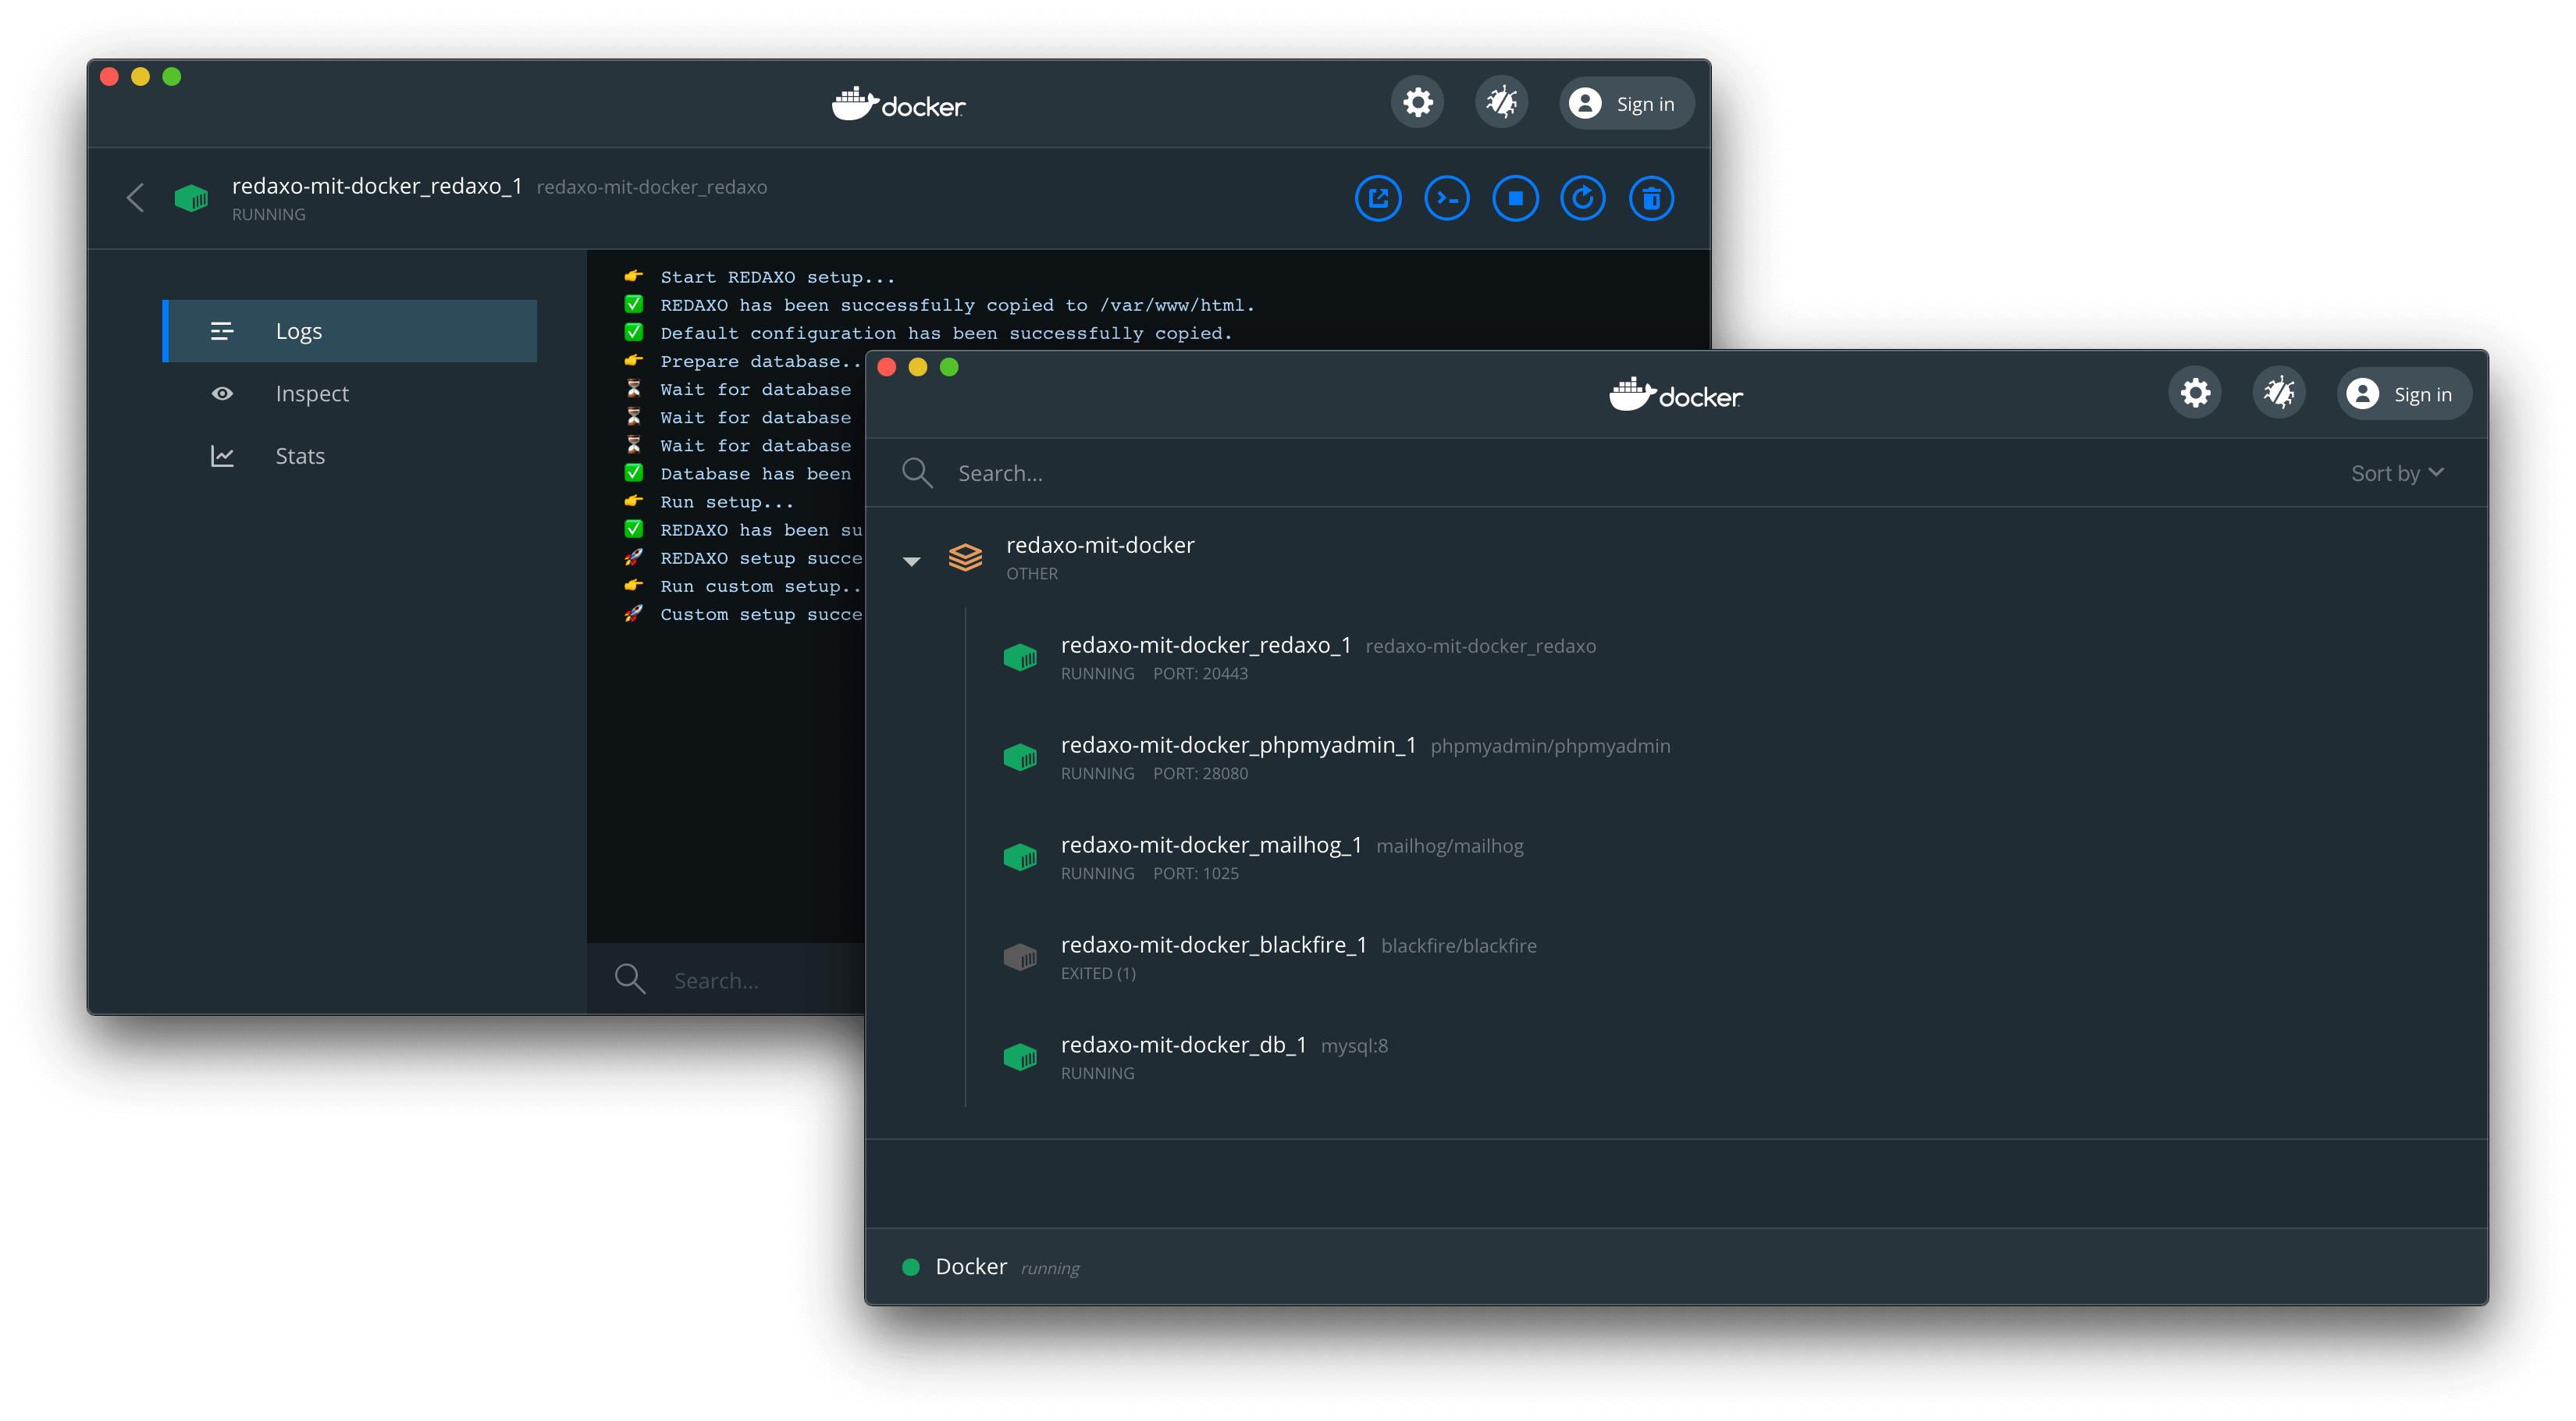 docker
Sign in
redaxo-mit-docker_redaxo_1 redaxo-mit-docker_redaxo
RUNNING
Logs
Inspect
Stats
👉 Start REDAXO setup...
✅ REDAXO has been successfully copied to /var/www/html.
✅ Default configuration has been successfully copied.
👉 Prepare database..
⏳ Wait for database
⏳ Wait for database
⏳ Wait for database
✅ Database has been
👉 Run setup...
✅ REDAXO has been su
🚀 REDAXO setup succe
👉 Run custom setup..
🚀 Custom setup succe
Search...
docker
Sign in
Search...
Sort by
redaxo-mit-docker
OTHER
redaxo-mit-docker_redaxo_1 redaxo-mit-docker_redaxo
RUNNING PORT: 20443
redaxo-mit-docker_phpmyadmin_1 phpmyadmin/phpmyadmin
RUNNING PORT: 28080
redaxo-mit-docker_mailhog_1 mailhog/mailhog
RUNNING PORT: 1025
redaxo-mit-docker_blackfire_1 blackfire/blackfire
EXITED (1)
redaxo-mit-docker_db_1 mysql:8
RUNNING
Docker running